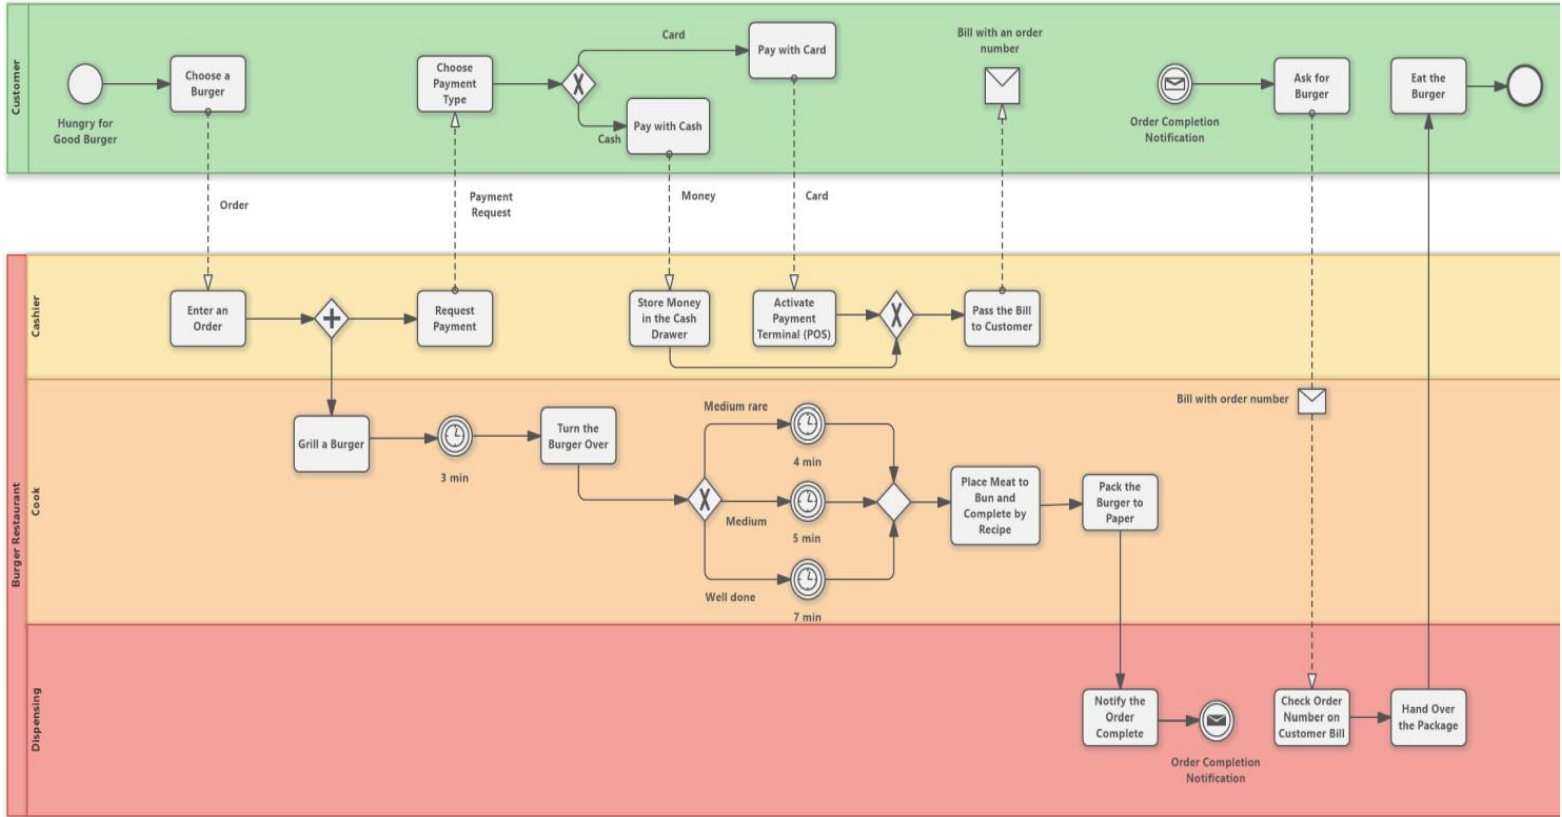 Customer
Hungry for
Good Burger
Choose a
Burger
Order
Choose
Payment
Type
Payment
Request
Card
Cash
Pay with Card
Pay with Cash
Money
Card
Bill with an order
number
Order Completion
Notification
Ask for
Burger
Eat the
Burger
Burger Restaurant
Cashier
Enter an
Order
Request
Payment
Store Money
in the Cash
Drawer
Activate
Payment
Terminal (POS)
Pass the Bill
to Customer
Cook
Grill a Burger
3 min
Turn the
Burger Over
Medium rare
4 min
Medium
5 min
Well done
7 min
Place Meat to
Bun and
Complete by
Recipe
Pack the
Burger to
Paper
Bill with order number
Dispensing
Notify the
Order
Complete
Order Completion
Notification
Check Order
Number on
Customer Bill
Hand Over
the Package